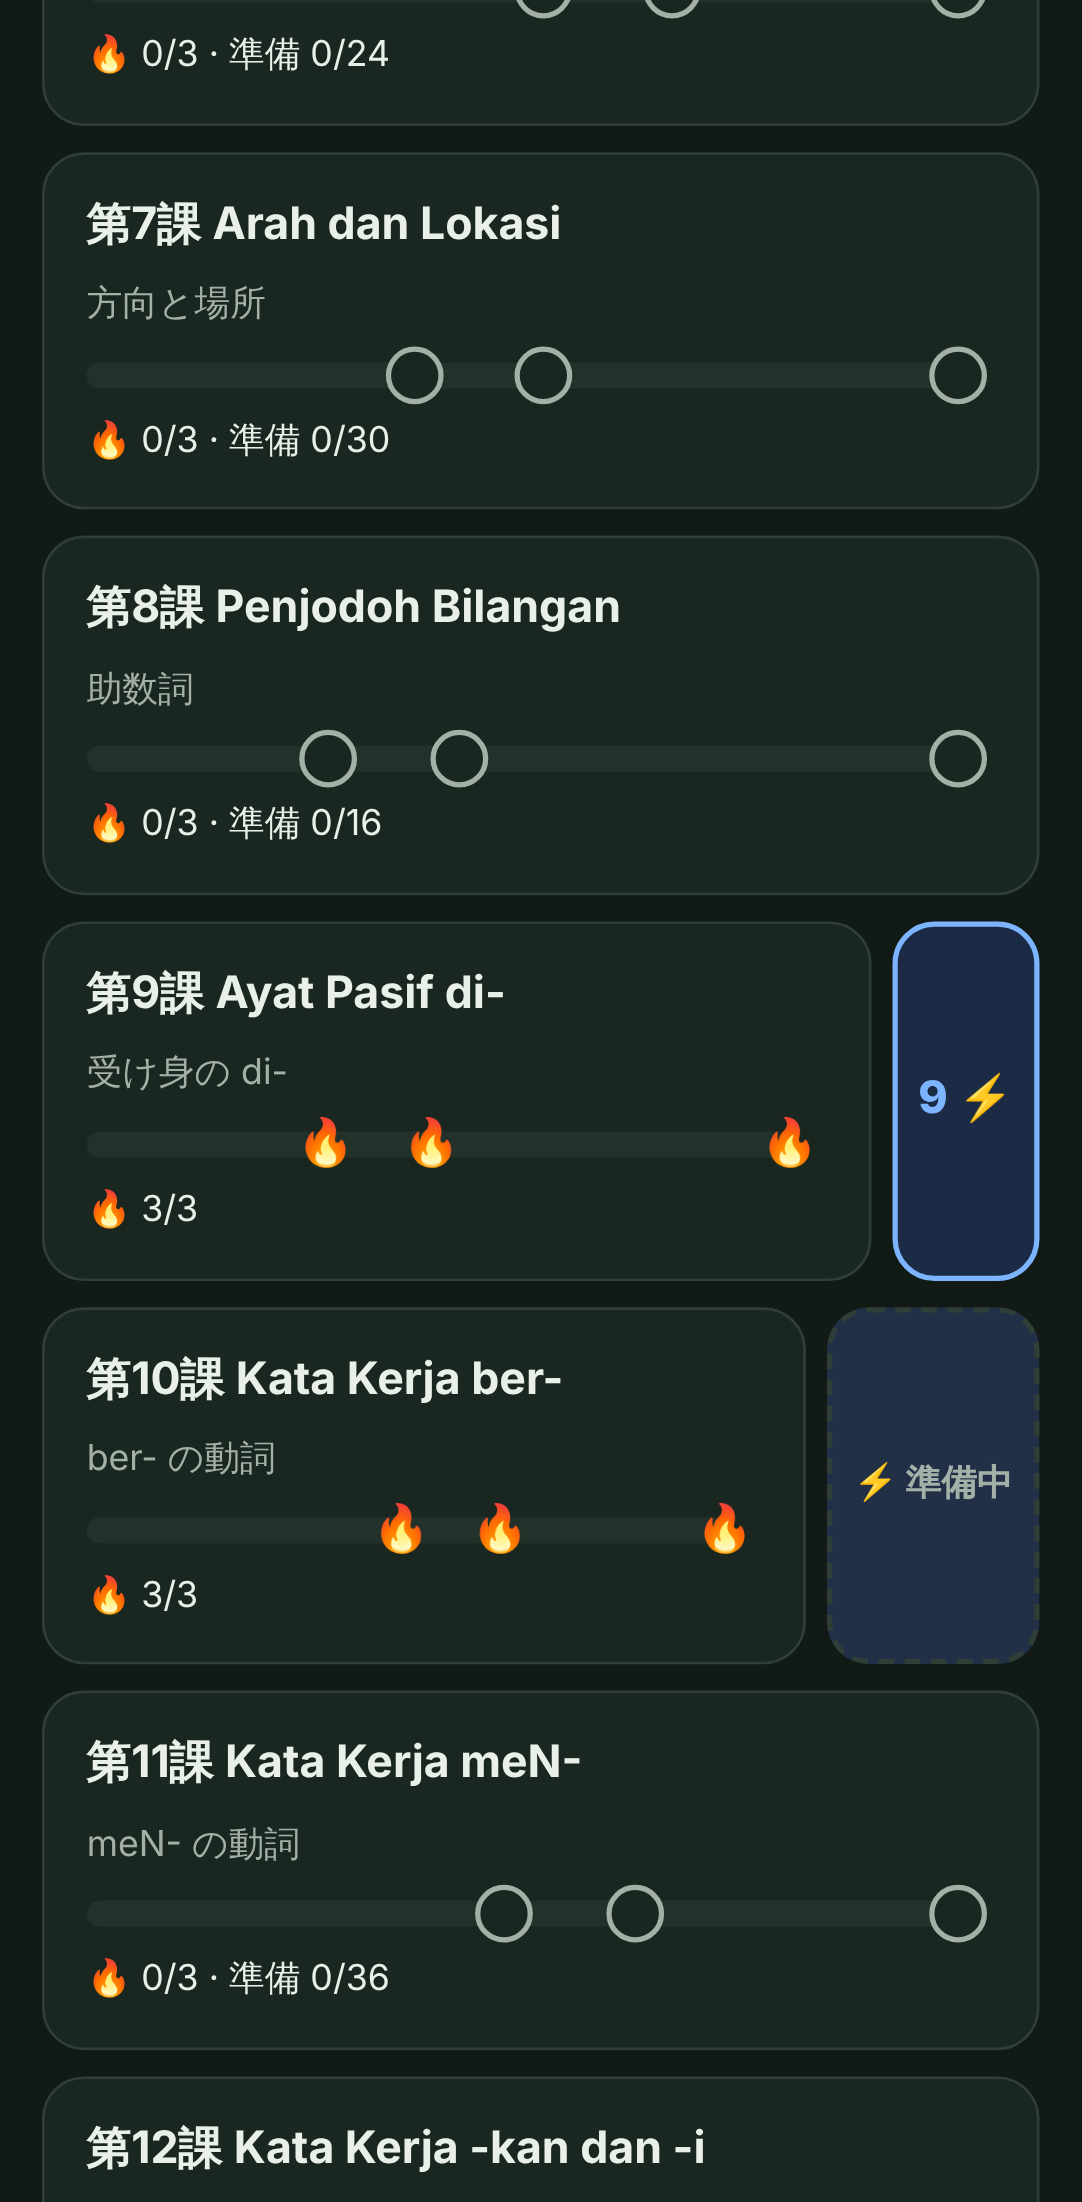 🔥 0/3 · 準備 0/24
第7課 Arah dan Lokasi
方向と場所
🔥 0/3 · 準備 0/30
第8課 Penjodoh Bilangan
助数詞
🔥 0/3 · 準備 0/16
第9課 Ayat Pasif di-
受け身の di-
🔥 3/3
9 ⚡
第10課 Kata Kerja ber-
ber- の動詞
🔥 3/3
⚡ 準備中
第11課 Kata Kerja meN-
meN- の動詞
🔥 0/3 · 準備 0/36
第12課 Kata Kerja -kan dan -i